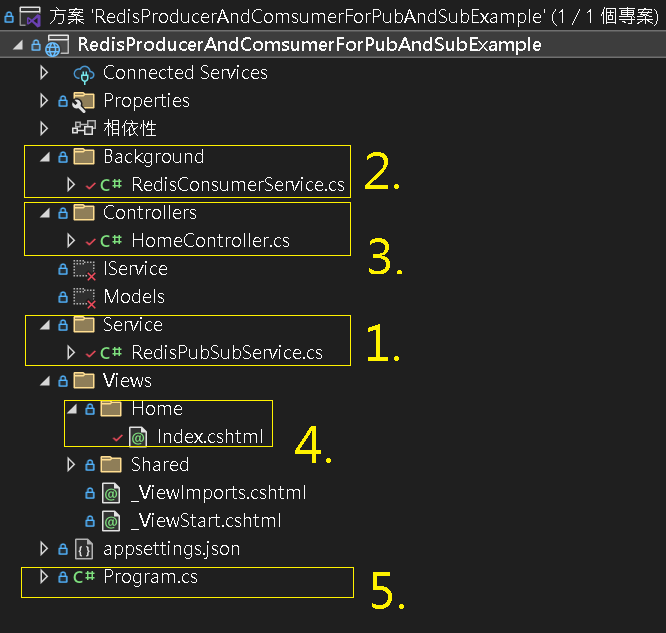 方案 'RedisProducerAndComsumerForPubAndSubExample' (1 / 1 個專案)
RedisProducerAndComsumerForPubAndSubExample
Connected Services
Properties
相依性
Background
RedisConsumerService.cs
2.
Controllers
HomeController.cs
3.
IService
Models
Service
RedisPubSubService.cs
1.
Views
Home
Index.cshtml
4.
Shared
_ViewImports.cshtml
_ViewStart.cshtml
appsettings.json
Program.cs
5.